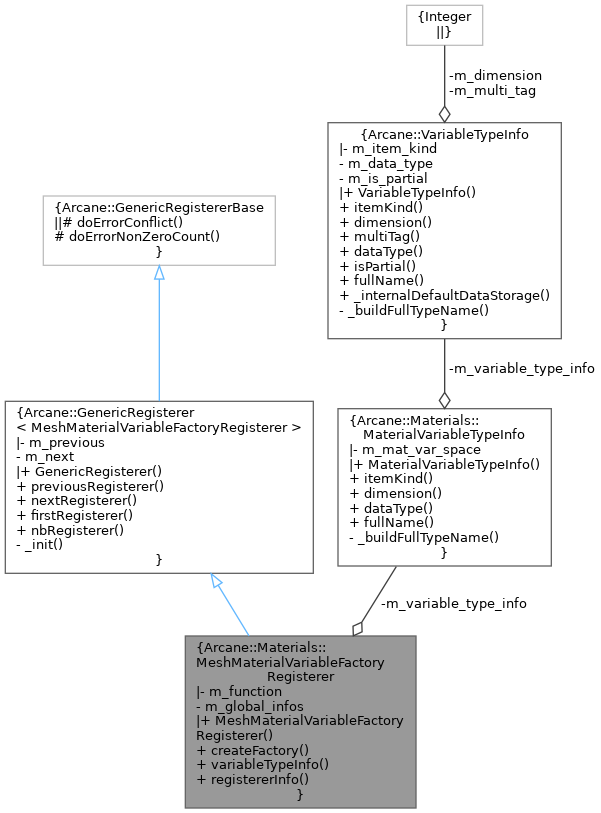 {Integer
||}
-m_dimension
-m_multi_tag
{Arcane::VariableTypeInfo
|- m_item_kind
- m_data_type
- m_is_partial
|+ VariableTypeInfo()
+ itemKind()
+ dimension()
+ multiTag()
+ dataType()
+ isPartial()
+ fullName()
+ _internalDefaultDataStorage()
- _buildFullTypeName()
}
{Arcane::GenericRegistererBase
||# doErrorConflict()
# doErrorNonZeroCount()
}
-m_variable_type_info
{Arcane::GenericRegisterer
< MeshMaterialVariableFactoryRegisterer >
|- m_previous
- m_next
|+ GenericRegisterer()
+ previousRegisterer()
+ nextRegisterer()
+ firstRegisterer()
+ nbRegisterer()
- _init()
}
{Arcane::Materials::
MaterialVariableTypeInfo
|- m_mat_var_space
|+ MaterialVariableTypeInfo()
+ itemKind()
+ dimension()
+ dataType()
+ fullName()
- _buildFullTypeName()
}
-m_variable_type_info
{Arcane::Materials::
MeshMaterialVariableFactory
Registerer
|- m_function
- m_global_infos
|+ MeshMaterialVariableFactory
Registerer()
+ createFactory()
+ variableTypeInfo()
+ registererInfo()
}